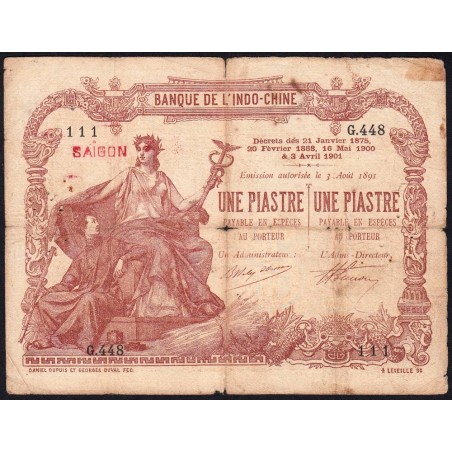 BANQUE DE L'INDO-CHINE
111
G.448
SAIGON
Décrets des 21 Janvier 1875,
20 Février 1888, 16 Mai 1900
& 3 Avril 1901
Emission autorisée le 3 Août 1891
UNE PIASTRE UNE PIASTRE
PAYABLE EN ESPÈCES PAYABLE EN ESPÈCES
AU PORTEUR AU PORTEUR
Un Administrateur: L'Adm-Directeur,
G.448
111
DANIEL DUPUIS ET GEORGES DUVAL FEC.